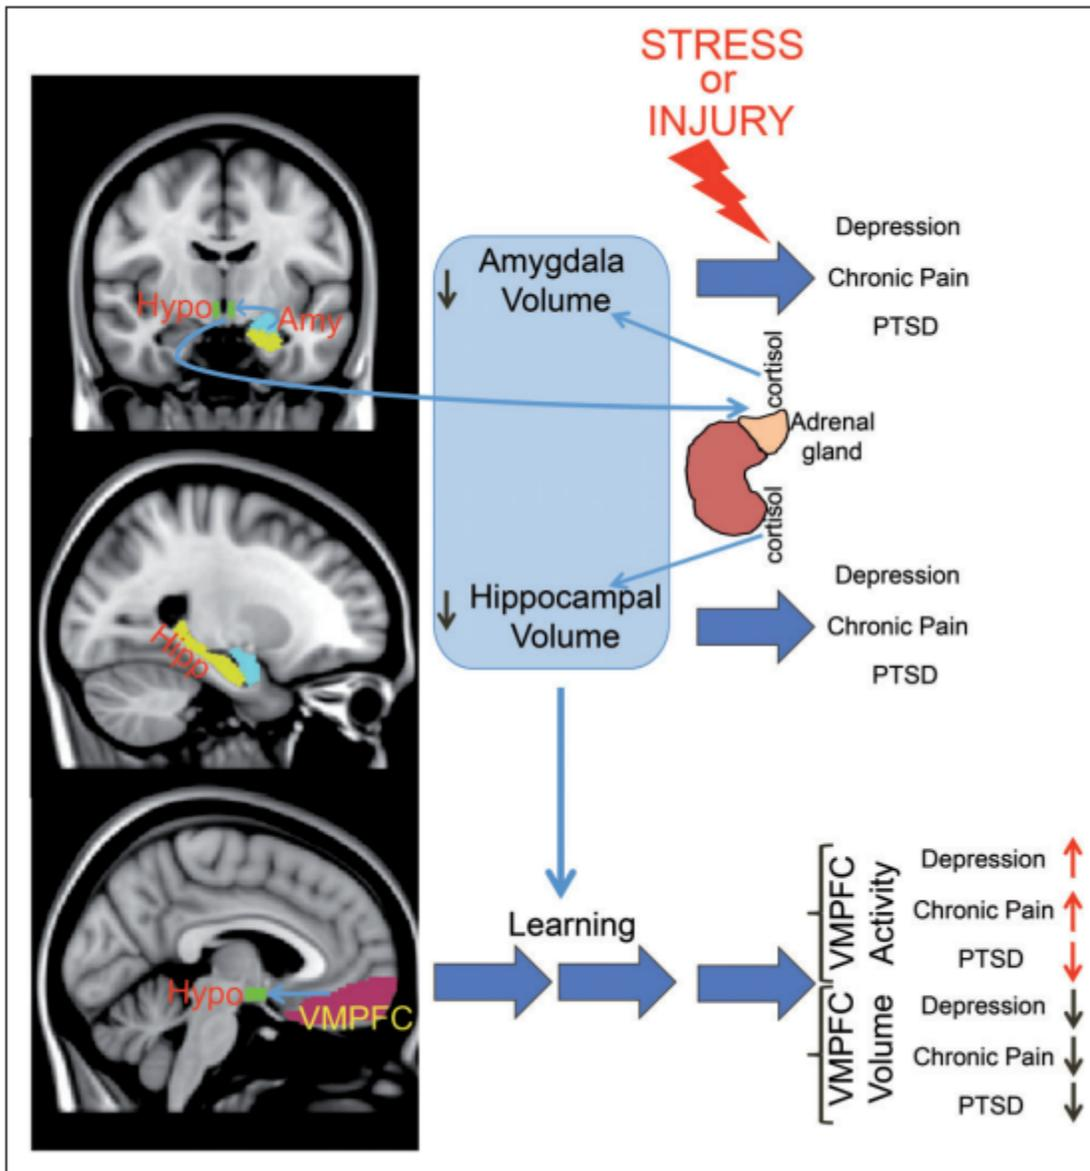 STRESS
or
INJURY
Hypo
Amy
Amygdala
Volume
Depression
Chronic Pain
PTSD
cortisol
Adrenal
gland
cortisol
Hipp
Hippocampal
Volume
Depression
Chronic Pain
PTSD
Learning
Hypo
VMPFC
VMPFC
Activity
Depression
Chronic Pain
PTSD
VMPFC
Volume
Depression
Chronic Pain
PTSD